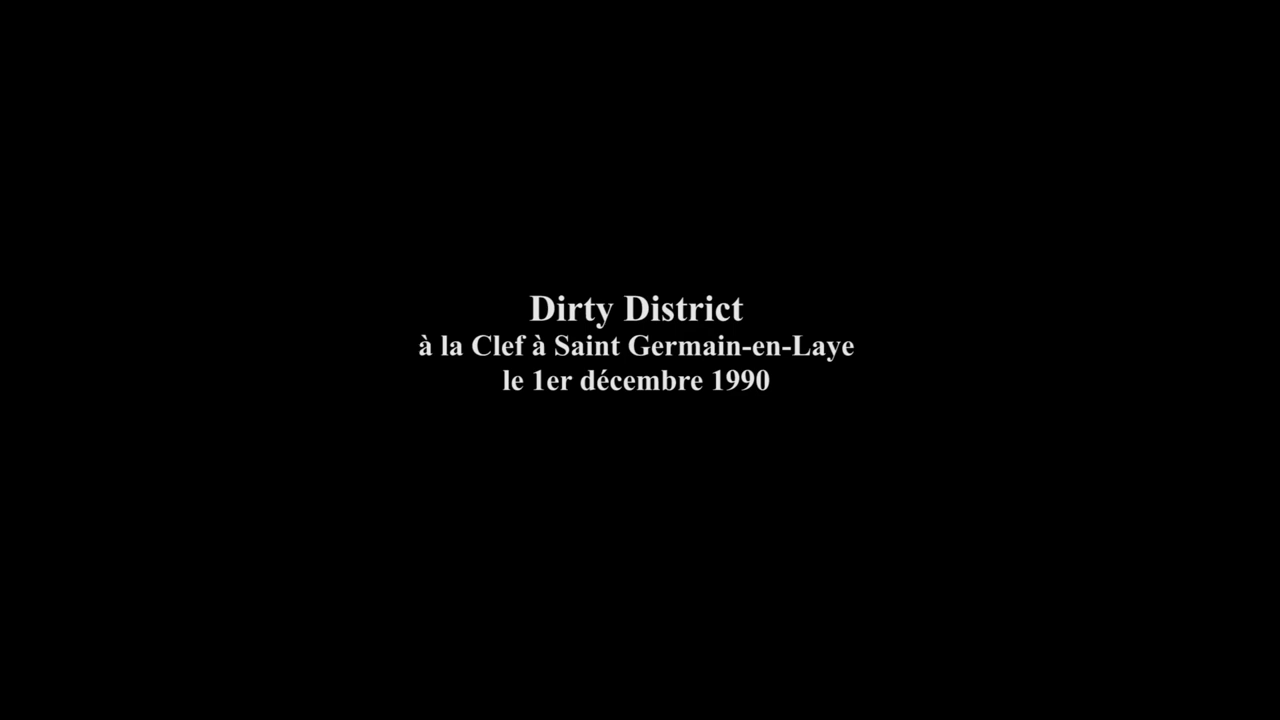 Dirty District
à la Clef à Saint Germain-en-Laye
le 1er décembre 1990